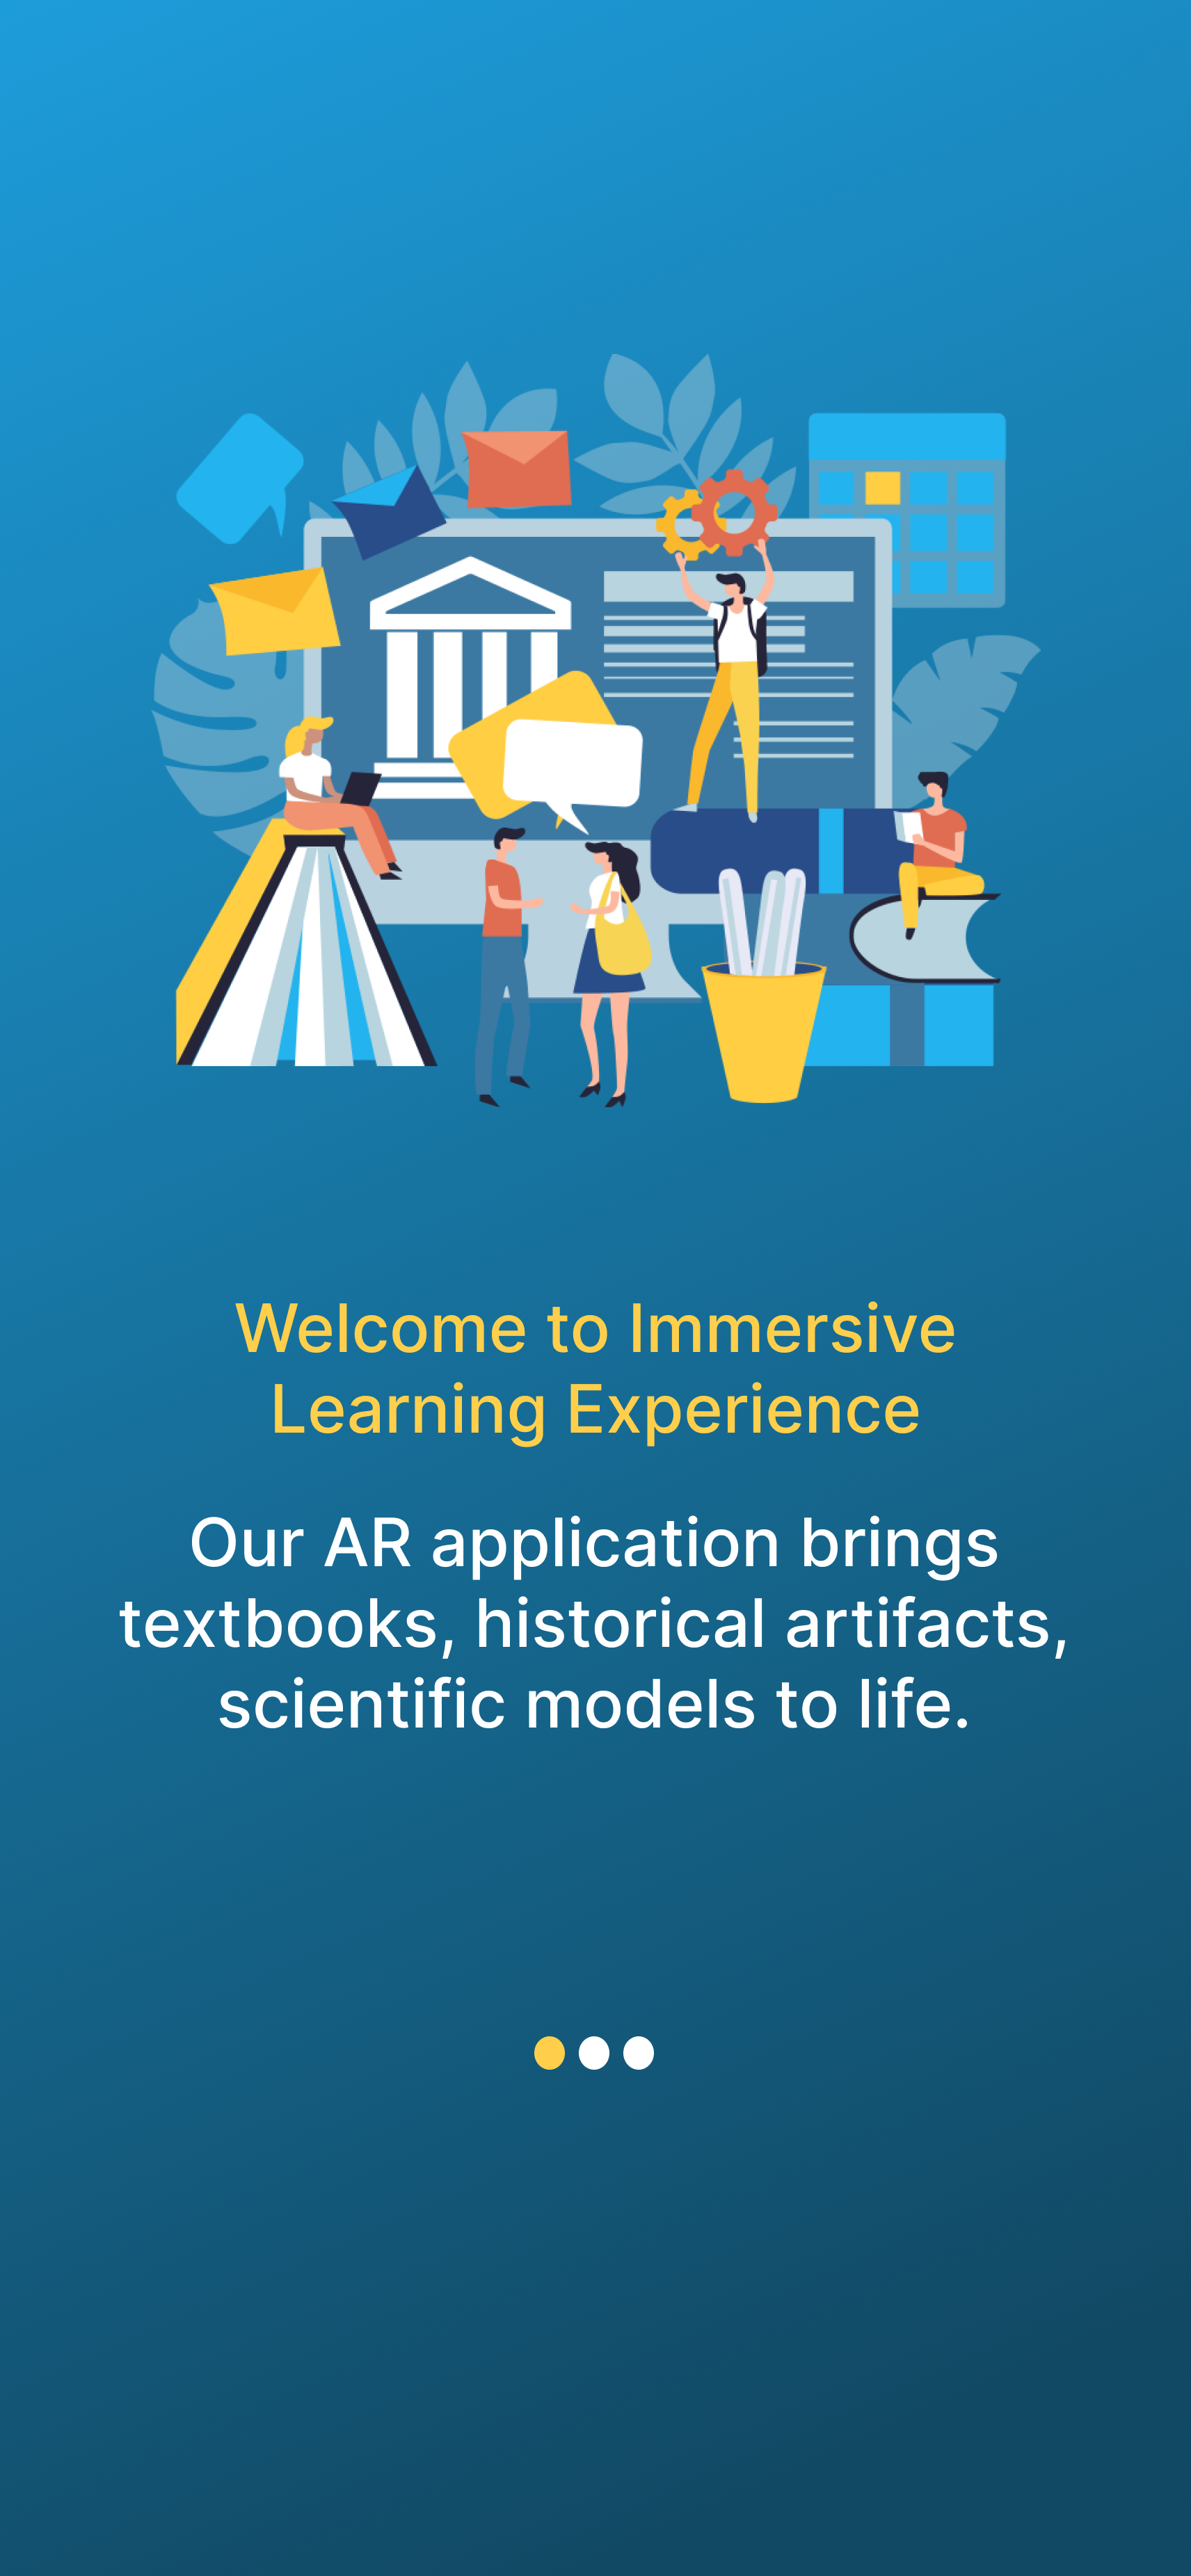 Welcome to Immersive
Learning Experience
Our AR application brings
textbooks, historical artifacts,
scientific models to life.